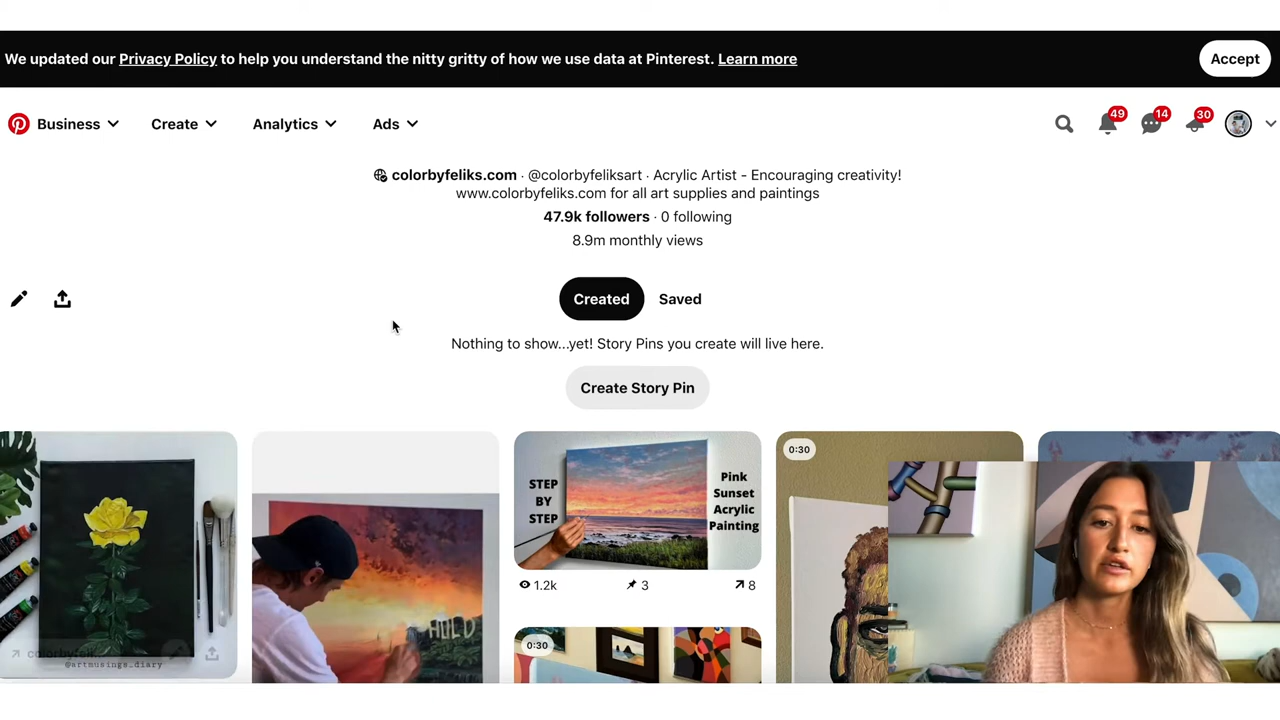 We updated our Privacy Policy to help you understand the nitty gritty of how we use data at Pinterest. Learn more
Accept
Business
Create
Analytics
Ads
49
14
30
colorbyfeliks.com · @colorbyfeliksart · Acrylic Artist - Encouraging creativity!
www.colorbyfeliks.com for all art supplies and paintings
47.9k followers · 0 following
8.9m monthly views
Created
Saved
Nothing to show...yet! Story Pins you create will live here.
Create Story Pin
0:30
STEP
BY
STEP
Pink
Sunset
Acrylic
Painting
1.2k
3
8
HOLD
0:30
colorbyfelik...
@artmusings_diary